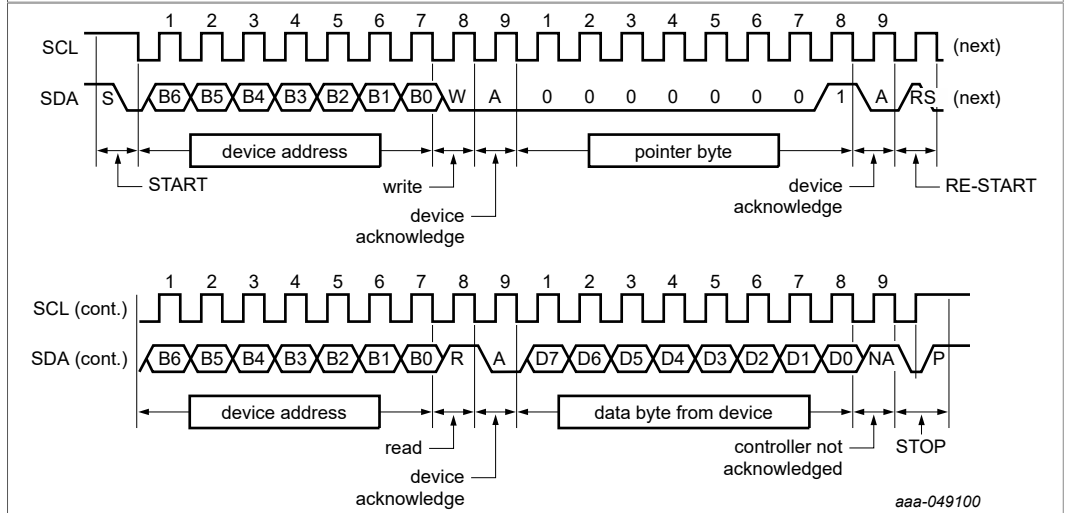 1 2 3 4 5 6 7 8 9 1 2 3 4 5 6 7 8 9
SCL (next)
SDA S B6 B5 B4 B3 B2 B1 B0 W A 0 0 0 0 0 0 0 1 A RS (next)
device address pointer byte
START write device RE-START
device acknowledge
acknowledge
1 2 3 4 5 6 7 8 9 1 2 3 4 5 6 7 8 9
SCL (cont.)
SDA (cont.) B6 B5 B4 B3 B2 B1 B0 R A D7 D6 D5 D4 D3 D2 D1 D0 NA P
device address data byte from device
read controller not STOP
device acknowledged
acknowledge
aaa-049100